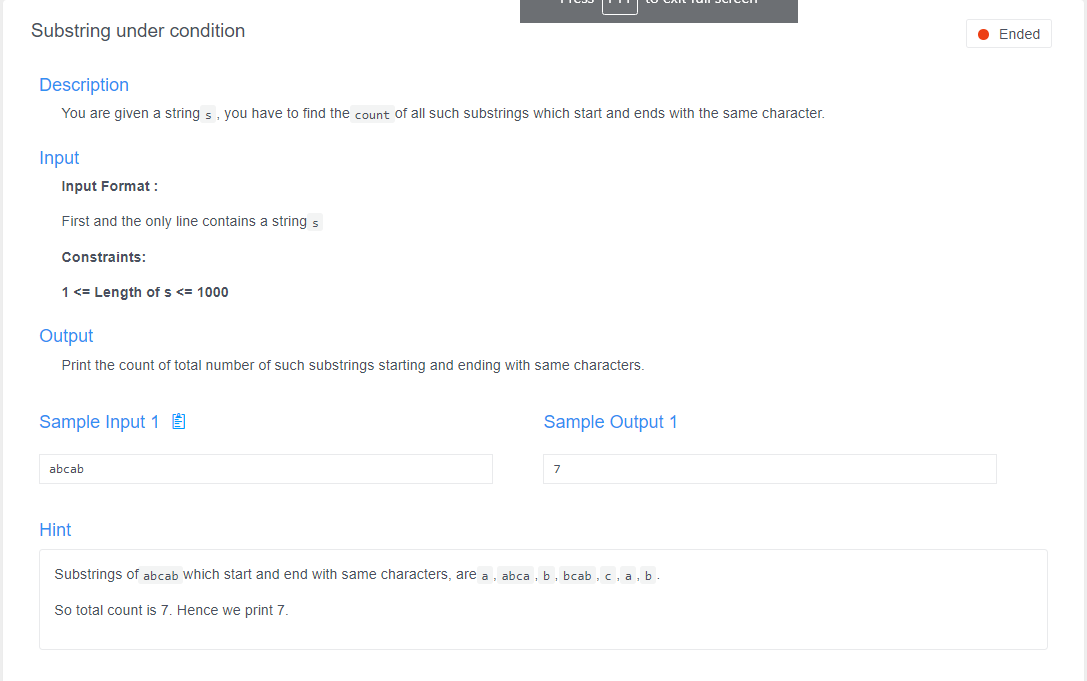 to exit full screen
Substring under condition
Ended
Description
You are given a string s , you have to find the count of all such substrings which start and ends with the same character.
Input
Input Format :
First and the only line contains a string s
Constraints:
1 <= Length of s <= 1000
Output
Print the count of total number of such substrings starting and ending with same characters.
Sample Input 1
Sample Output 1
abcab
7
Hint
Substrings of abcab which start and end with same characters, are a , abca , b , bcab , c , a , b .
So total count is 7. Hence we print 7.